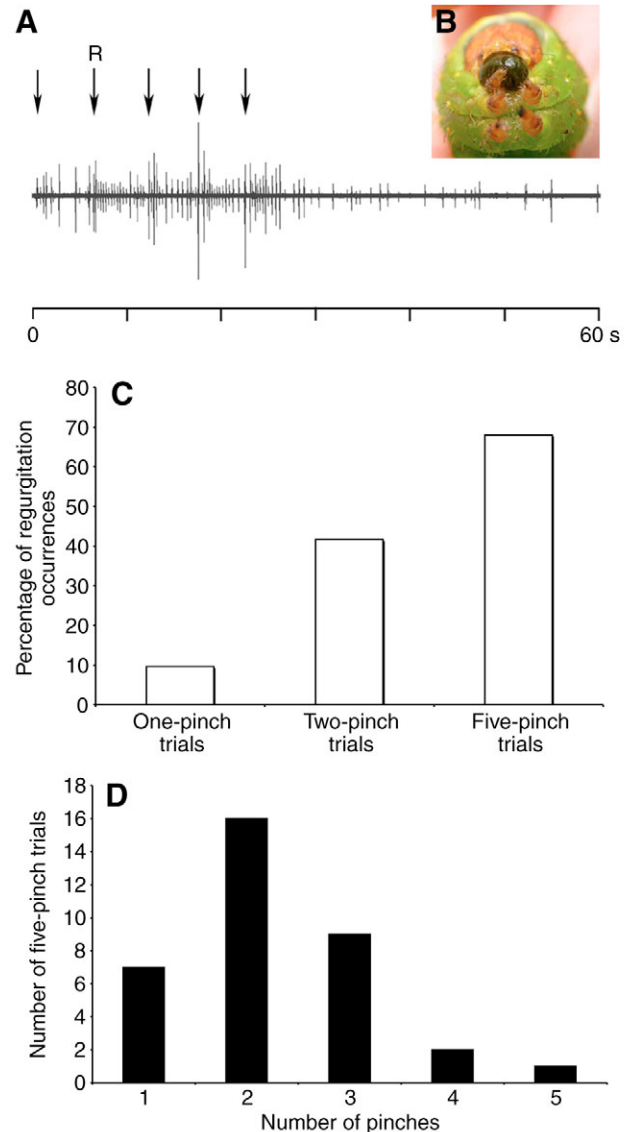 A
B
R
0
60 s
C
Percentage of regurgitation
occurrences
80
70
60
50
40
30
20
10
0
One-pinch
trials
Two-pinch
trials
Five-pinch
trials
D
Number of five-pinch trials
18
16
14
12
10
8
6
4
2
0
1 2 3 4 5
Number of pinches